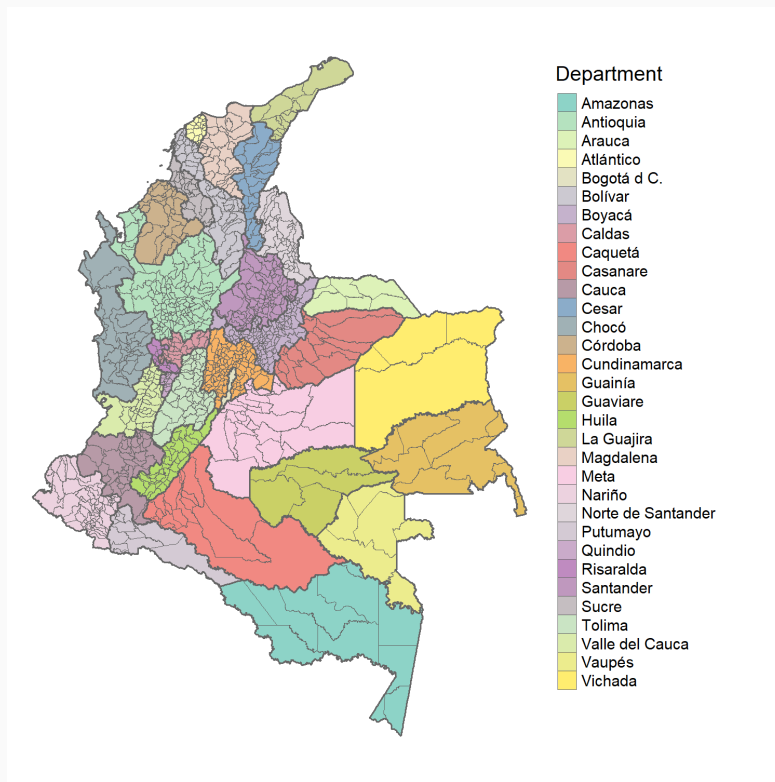 Department
Amazonas
Antioquia
Arauca
Atlántico
Bogotá d C.
Bolívar
Boyacá
Caldas
Caquetá
Casanare
Cauca
Cesar
Chocó
Córdoba
Cundinamarca
Guainía
Guaviare
Huila
La Guajira
Magdalena
Meta
Nariño
Norte de Santander
Putumayo
Quindio
Risaralda
Santander
Sucre
Tolima
Valle del Cauca
Vaupés
Vichada